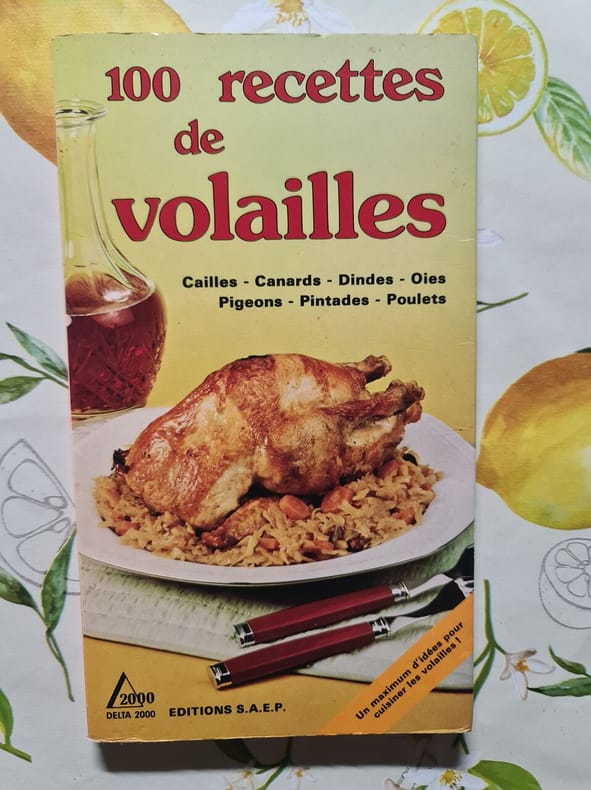 100 recettes
de
volailles
Cailles - Canards - Dindes - Oies
Pigeons - Pintades - Poulets
Un maximum d'idées pour
cuisiner les volailles !
2000
DELTA 2000
EDITIONS S.A.E.P.